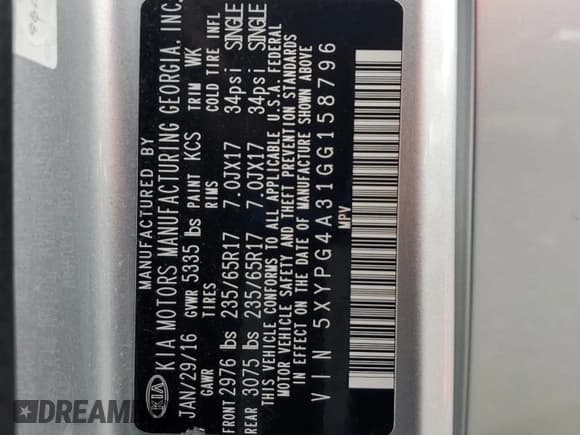 MANUFACTURED BY
KIA MOTORS MANUFACTURING GEORGIA, INC.
KIA
JAN/29/16 GVWR 5335 lbs PAINT KCS TRIM WK
GAWR TIRES RIMS COLD TIRE INFL
FRONT 2976 lbs 235/65R17 7.0JX17 34psi SINGLE
REAR 3075 lbs 235/65R17 7.0JX17 34psi SINGLE
THIS VEHICLE CONFORMS TO ALL APPLICABLE U.S.A. FEDERAL
MOTOR VEHICLE SAFETY AND THEFT PREVENTION STANDARDS
IN EFFECT ON THE DATE OF MANUFACTURE SHOWN ABOVE
VIN 5XYPG4A31GG158796
MPV